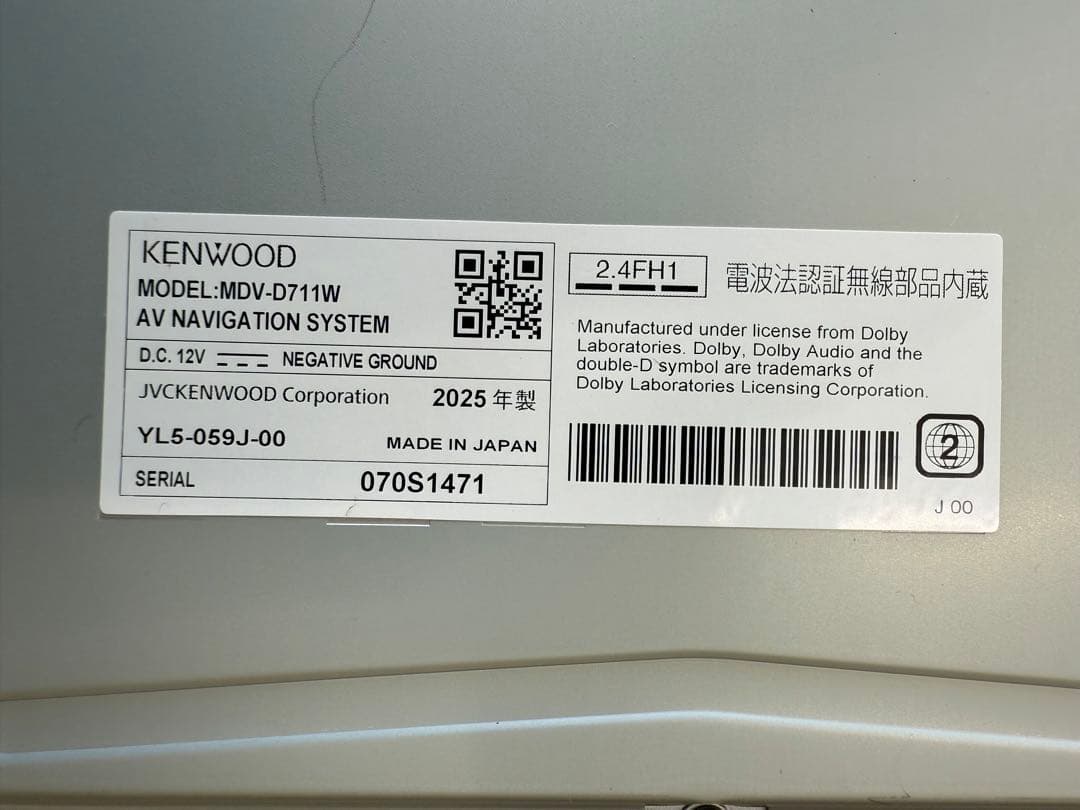 KENWOOD
MODEL:MDV-D711W
AV NAVIGATION SYSTEM
D.C. 12V NEGATIVE GROUND
JVCKENWOOD Corporation 2025 年製
YL5-059J-00 MADE IN JAPAN
SERIAL 070S1471
2.4FH1 電波法認証無線部品内蔵
Manufactured under license from Dolby
Laboratories. Dolby, Dolby Audio and the
double-D symbol are trademarks of
Dolby Laboratories Licensing Corporation.
2
J 00